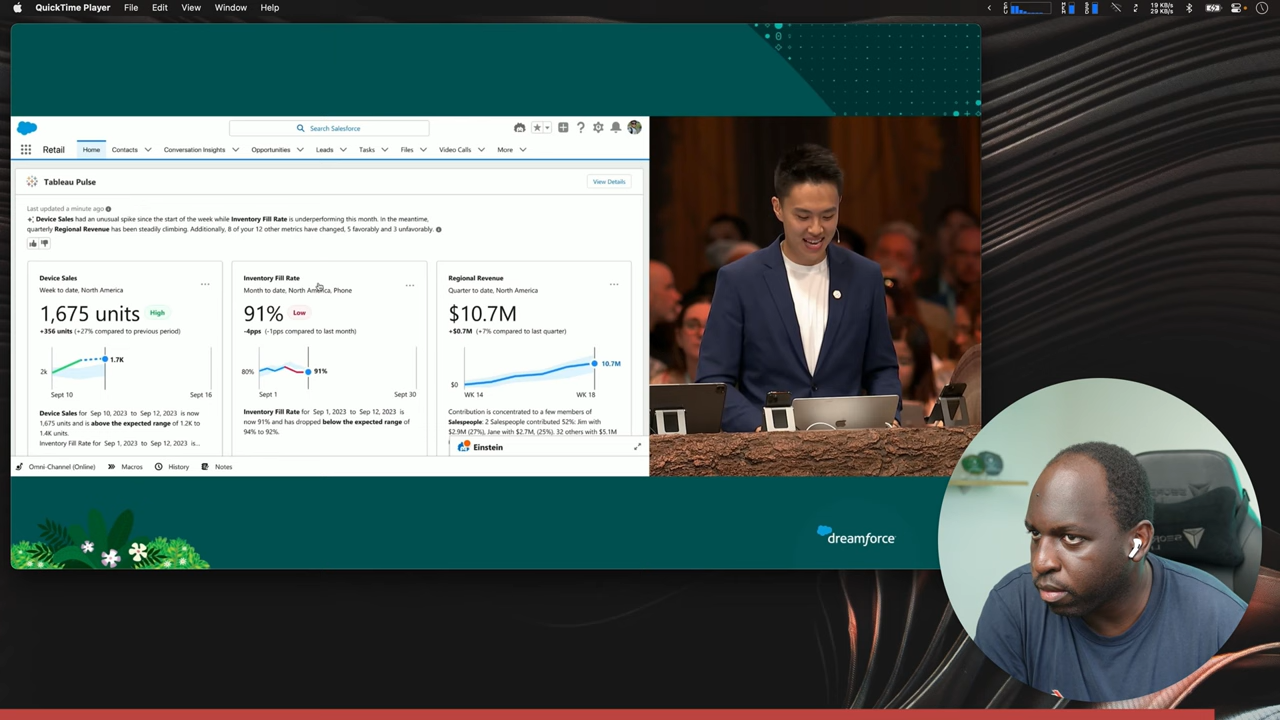 QuickTime Player File Edit View Window Help
19 KB/s
Search Salesforce
Retail Home Contacts Conversation Insights Opportunities Leads Tasks Files Video Calls More
Tableau Pulse View Details
Last updated a minute ago
Device Sales had an unusual spike since the start of the week while Inventory Fill Rate is underperforming this month. In the meantime,
quarterly Regional Revenue has been steadily climbing. Additionally, 8 of your 12 other metrics have changed, 5 favorably and 3 unfavorably.
Device Sales
Week to date, North America
1,675 units High
+356 units (+27% compared to previous period)
1.7K
2k
Sept 10 Sept 16
Device Sales for Sep 10, 2023 to Sep 12, 2023 is now
1,675 units and is above the expected range of 1.2K to
1.4K units.
Inventory Fill Rate for Sep 1, 2023 to Sep 12, 2023 is...
Inventory Fill Rate
Month to date, North America, Phone
91% Low
-4pps (-1pps compared to last month)
80% 91%
Sept 1 Sept 30
Inventory Fill Rate for Sep 1, 2023 to Sep 12, 2023 is
now 91% and has dropped below the expected range of
94% to 92%.
Regional Revenue
Quarter to date, North America
$10.7M
+$0.7M (+7% compared to last quarter)
10.7M
$0
WK 14 WK 18
Contribution is concentrated to a few members of
Salespeople: 2 Salespeople contributed 52%: Jim with
$2.9M (27%), Jane with $2.7M, (25%). 32 others with $5.1M
Einstein
Omni-Channel (Online) Macros History Notes
dreamforce